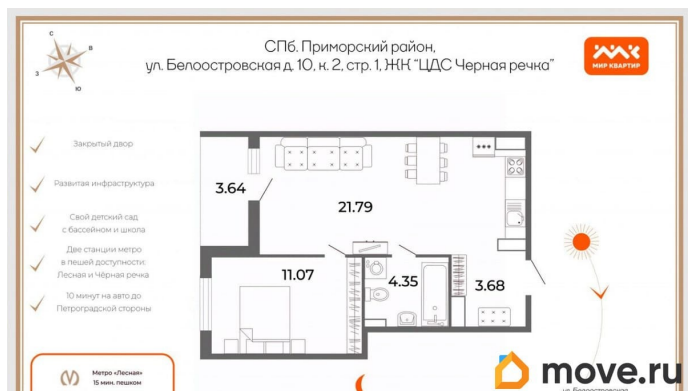 С
В
З
Ю
СПб. Приморский район,
ул. Белоостровская д. 10, к. 2, стр. 1, ЖК "ЦДС Черная речка"
МИР КВАРТИР
Закрытый двор
Развитая инфраструктура
Свой детский сад
с бассейном и школа
Две станции метро
в пешей доступности:
Лесная и Чёрная речка
10 минут на авто до
Петроградской стороны
Метро «Лесная»
15 мин. пешком
3.64
21.79
11.07
4.35
3.68
move.ru
ул. Белоостровская